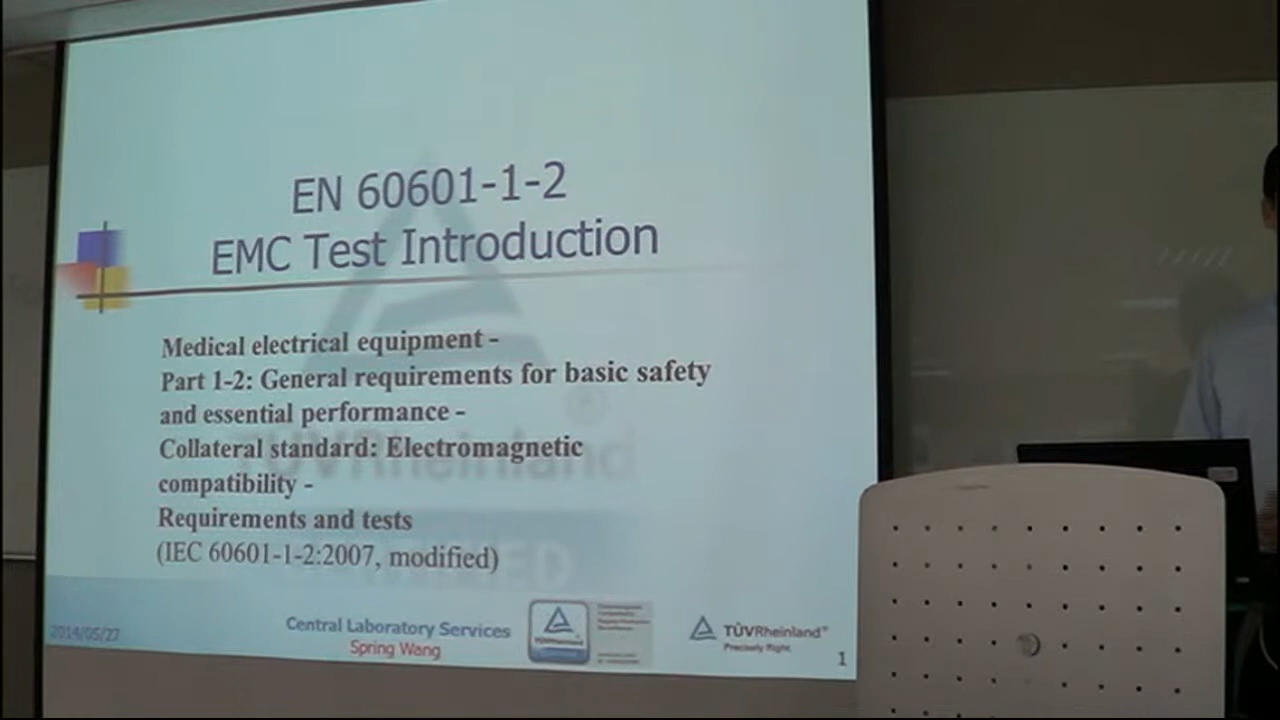 EN 60601-1-2
EMC Test Introduction
Medical electrical equipment -
Part 1-2: General requirements for basic safety
and essential performance -
Collateral standard: Electromagnetic
compatibility -
Requirements and tests
(IEC 60601-1-2:2007, modified)
TÜVRheinland
2014/05/27
Central Laboratory Services
Spring Wang
TÜVRheinland®
Precisely Right.
1